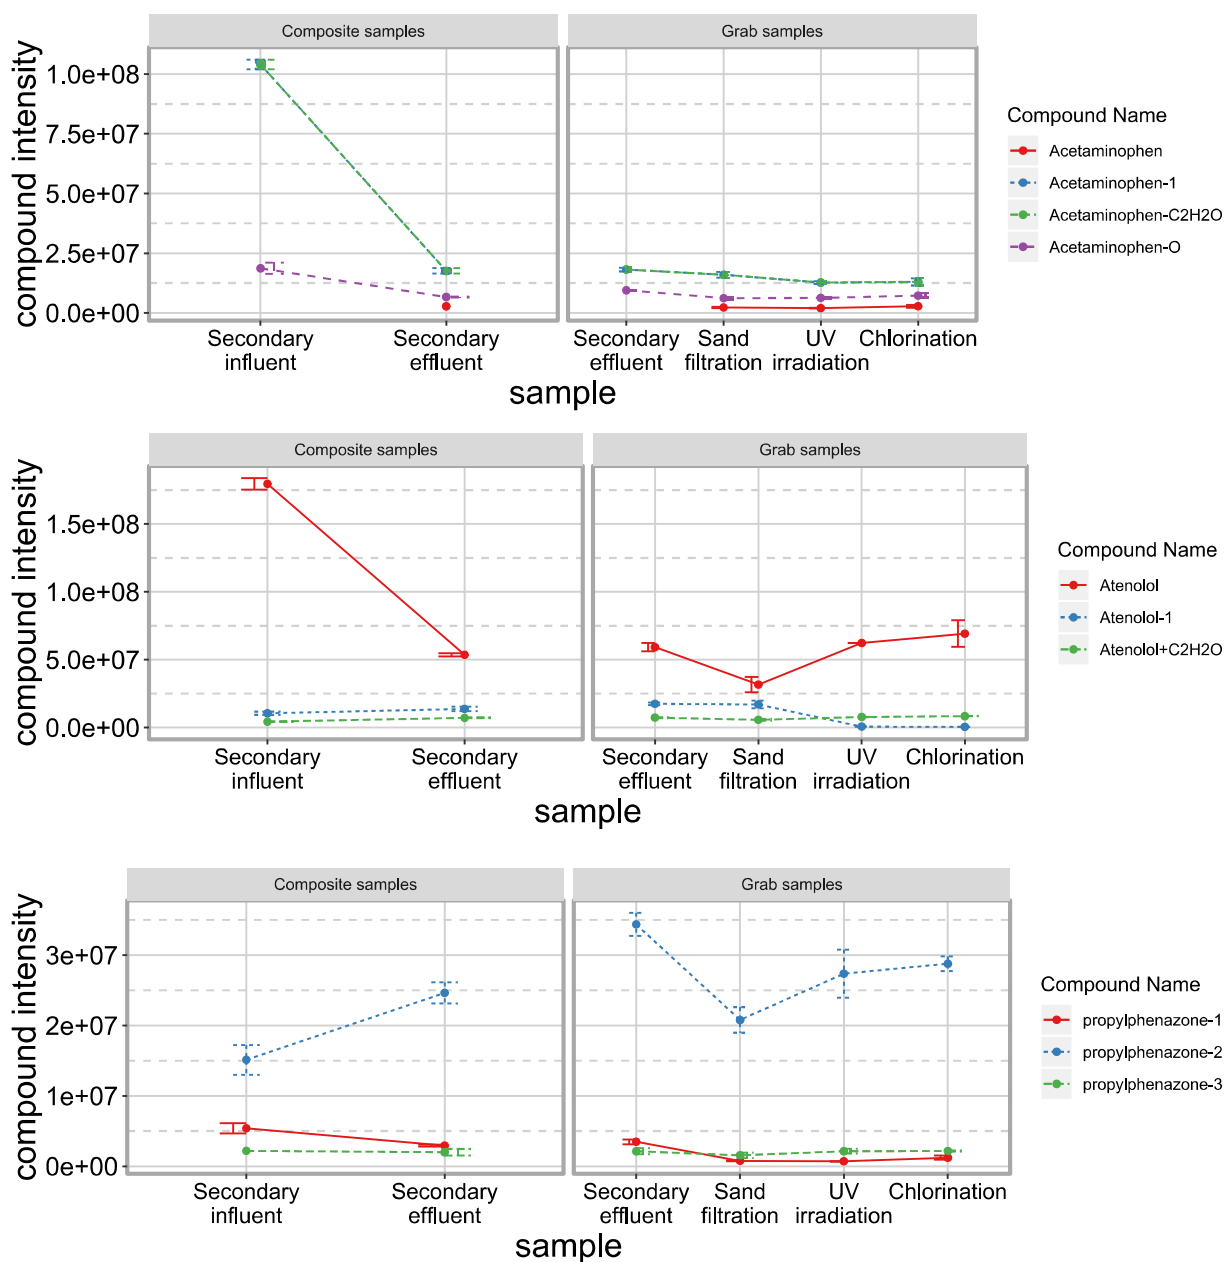 Composite samples
Grab samples
compound intensity
1.0e+08
7.5e+07
5.0e+07
2.5e+07
0.0e+00
Secondary influent
Secondary effluent
Secondary effluent
Sand filtration
UV irradiation
Chlorination
sample
Compound Name
Acetaminophen
Acetaminophen-1
Acetaminophen-C2H2O
Acetaminophen-O
Composite samples
Grab samples
compound intensity
1.5e+08
1.0e+08
5.0e+07
0.0e+00
Secondary influent
Secondary effluent
Secondary effluent
Sand filtration
UV irradiation
Chlorination
sample
Compound Name
Atenolol
Atenolol-1
Atenolol+C2H2O
Composite samples
Grab samples
compound intensity
3e+07
2e+07
1e+07
0e+00
Secondary influent
Secondary effluent
Secondary effluent
Sand filtration
UV irradiation
Chlorination
sample
Compound Name
propylphenazone-1
propylphenazone-2
propylphenazone-3